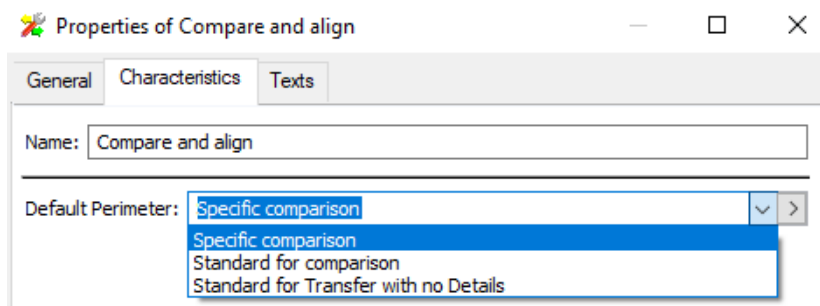 Properties of Compare and align
General Characteristics Texts
Name: Compare and align
Default Perimeter: Specific comparison
Specific comparison
Standard for comparison
Standard for Transfer with no Details